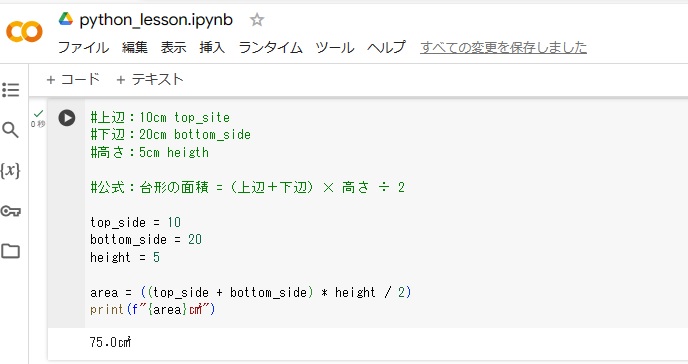 python_lesson.ipynb
ファイル 編集 表示 挿入 ランタイム ツール ヘルプ すべての変更を保存しました
+ コード + テキスト
0 秒
#上辺：10cm top_site
#下辺：20cm bottom_side
#高さ：5cm heigth
#公式：台形の面積 =（上辺＋下辺）× 高さ ÷ 2
top_side = 10
bottom_side = 20
height = 5
area = ((top_side + bottom_side) * height / 2)
print(f"{area}㎠")
75.0㎠